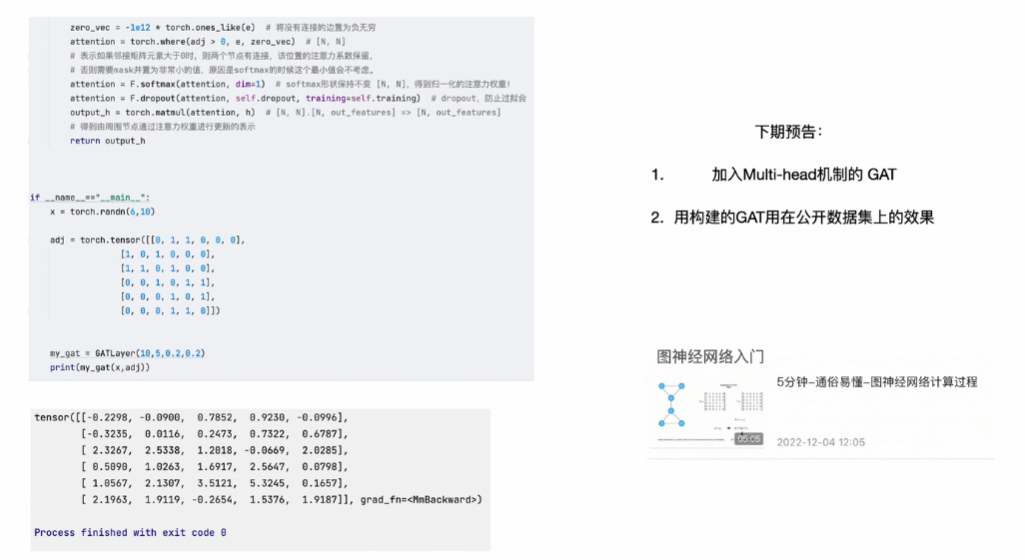 zero_vec = -1e12 * torch.ones_like(e)  # 将没有连接的边置为负无穷
attention = torch.where(adj > 0, e, zero_vec)  # [N, N]
# 表示如果邻接矩阵元素大于0时，则两个节点有连接，该位置的注意力系数保留，
# 否则需要mask并置为非常小的值，原因是softmax的时候这个最小值会不考虑。
attention = F.softmax(attention, dim=1)  # softmax形状保持不变 [N, N]，得到归一化的注意力权重！
attention = F.dropout(attention, self.dropout, training=self.training)  # dropout，防止过拟合
output_h = torch.matmul(attention, h)  # [N, N].[N, out_features] => [N, out_features]
# 得到由周围节点通过注意力权重进行更新的表示
return output_h
if __name__=="__main__":
x = torch.randn(6,10)
adj = torch.tensor([[0, 1, 1, 0, 0, 0],
[1, 0, 1, 0, 0, 0],
[1, 1, 0, 1, 0, 0],
[0, 0, 1, 0, 1, 1],
[0, 0, 0, 1, 0, 1],
[0, 0, 0, 1, 1, 0]])
my_gat = GATLayer(10,5,0.2,0.2)
print(my_gat(x,adj))
tensor([[-0.2298, -0.0900, 0.7852, 0.9230, -0.0996],
[-0.3235, 0.0116, 0.2473, 0.7322, 0.6787],
[ 2.3267, 2.5338, 1.2018, -0.0669, 2.0285],
[ 0.5090, 1.0263, 1.6917, 2.5647, 0.0798],
[ 1.0567, 2.1307, 3.5121, 5.3245, 0.1657],
[ 2.1963, 1.9119, -0.2654, 1.5376, 1.9187]], grad_fn=<MmBackward>)
Process finished with exit code 0
下期预告：
1. 加入Multi-head机制的 GAT
2. 用构建的GAT用在公开数据集上的效果
图神经网络入门
5分钟-通俗易懂-图神经网络计算过程
05:05
2022-12-04 12:05